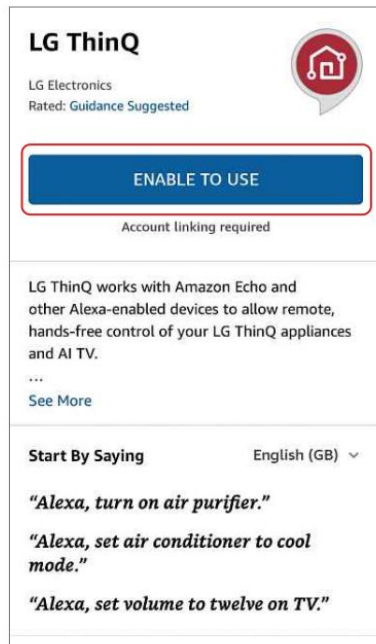 LG ThinQ
LG Electronics
Rated: Guidance Suggested
ENABLE TO USE
Account linking required
LG ThinQ works with Amazon Echo and
other Alexa-enabled devices to allow remote,
hands-free control of your LG ThinQ appliances
and AI TV.
...
See More
Start By Saying English (GB)
“Alexa, turn on air purifier.”
“Alexa, set air conditioner to cool
mode.”
“Alexa, set volume to twelve on TV.”